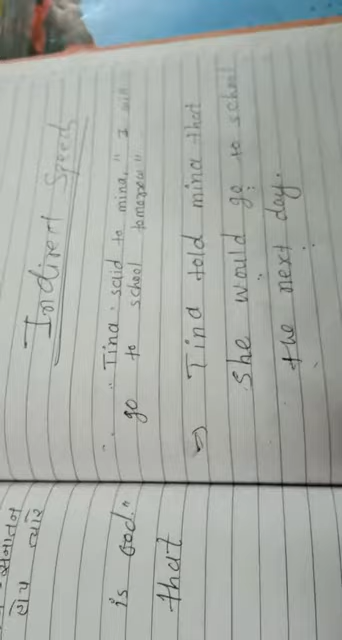 Indirect Speech
"Tina said to mina, "I will
go to school tomorrow".
→ Tina told mina that
she would go to school
the next day.
is God."
that